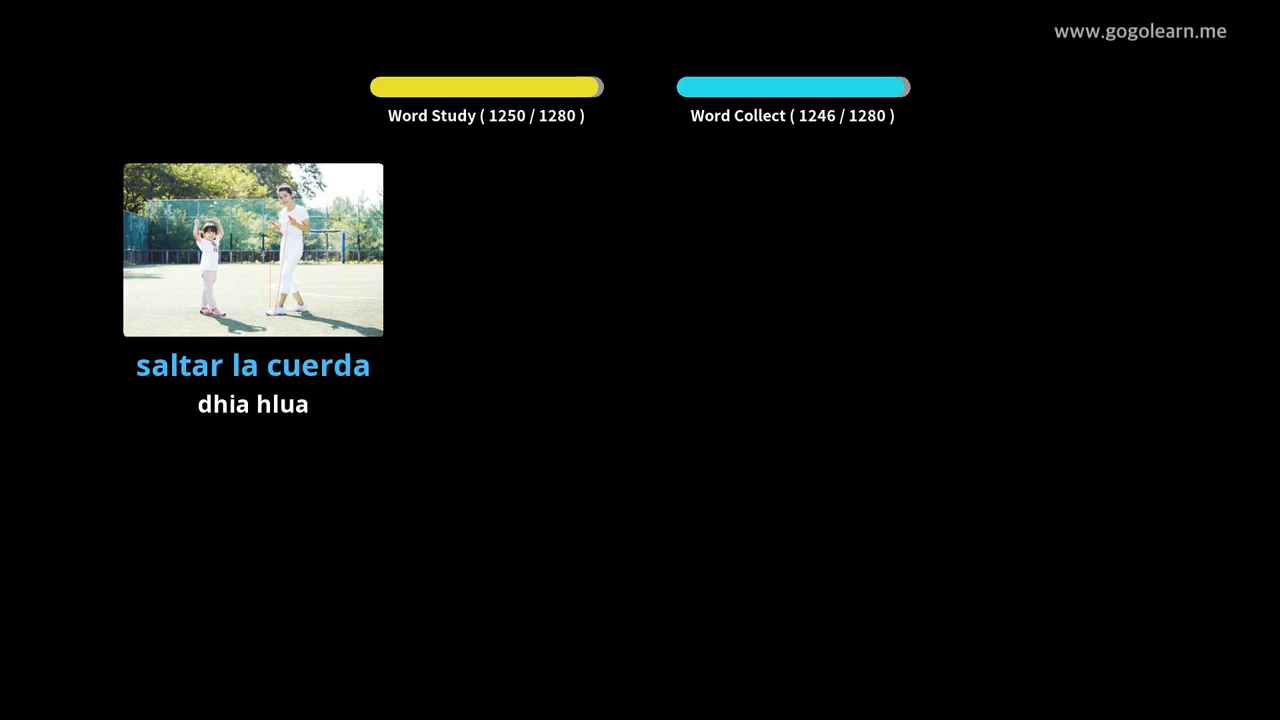 www.gogolearn.me
Word Study ( 1250 / 1280 )
Word Collect ( 1246 / 1280 )
saltar la cuerda
dhia hlua